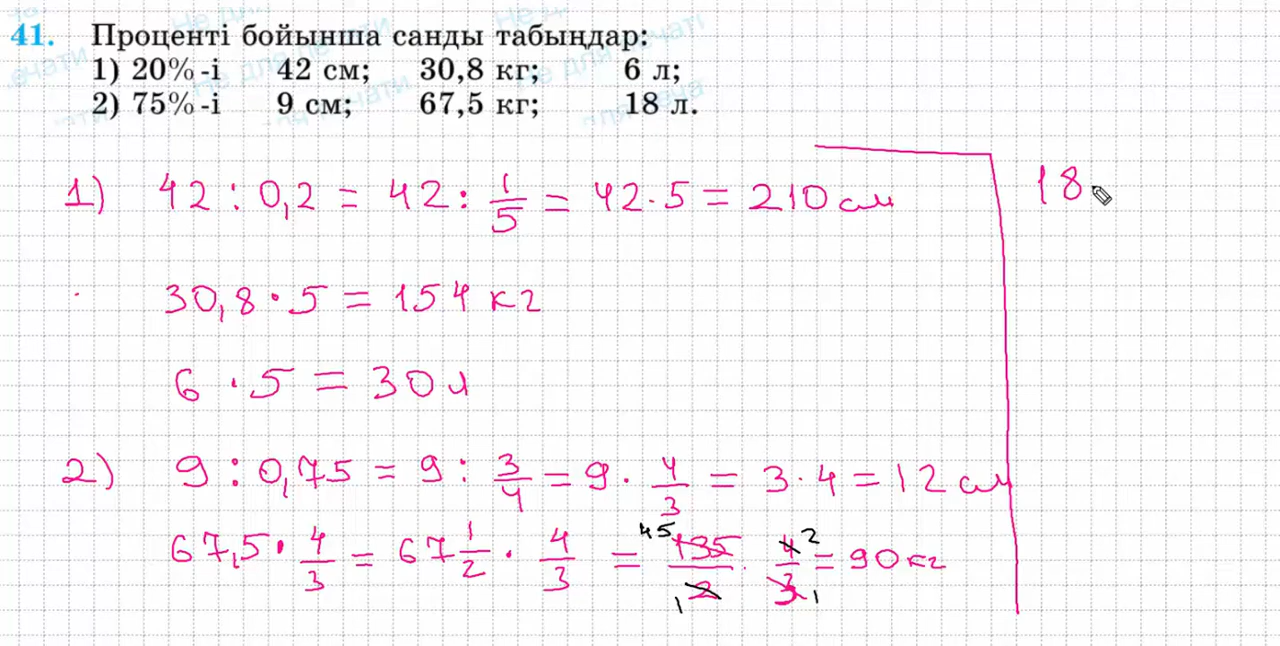 41. Проценті бойынша санды табыңдар:
1) 20%-і 42 см; 30,8 кг; 6 л;
2) 75%-і 9 см; 67,5 кг; 18 л.
1) 42 : 0,2 = 42 : 1/5 = 42 · 5 = 210 см
30,8 · 5 = 154 кг
6 · 5 = 30 л
2) 9 : 0,75 = 9 : 3/4 = 9 · 4/3 = 3 · 4 = 12 см
67,5 · 4/3 = 67 1/2 · 4/3 = 45 135/2 1 · 4 2/3 1 = 90 кг
18